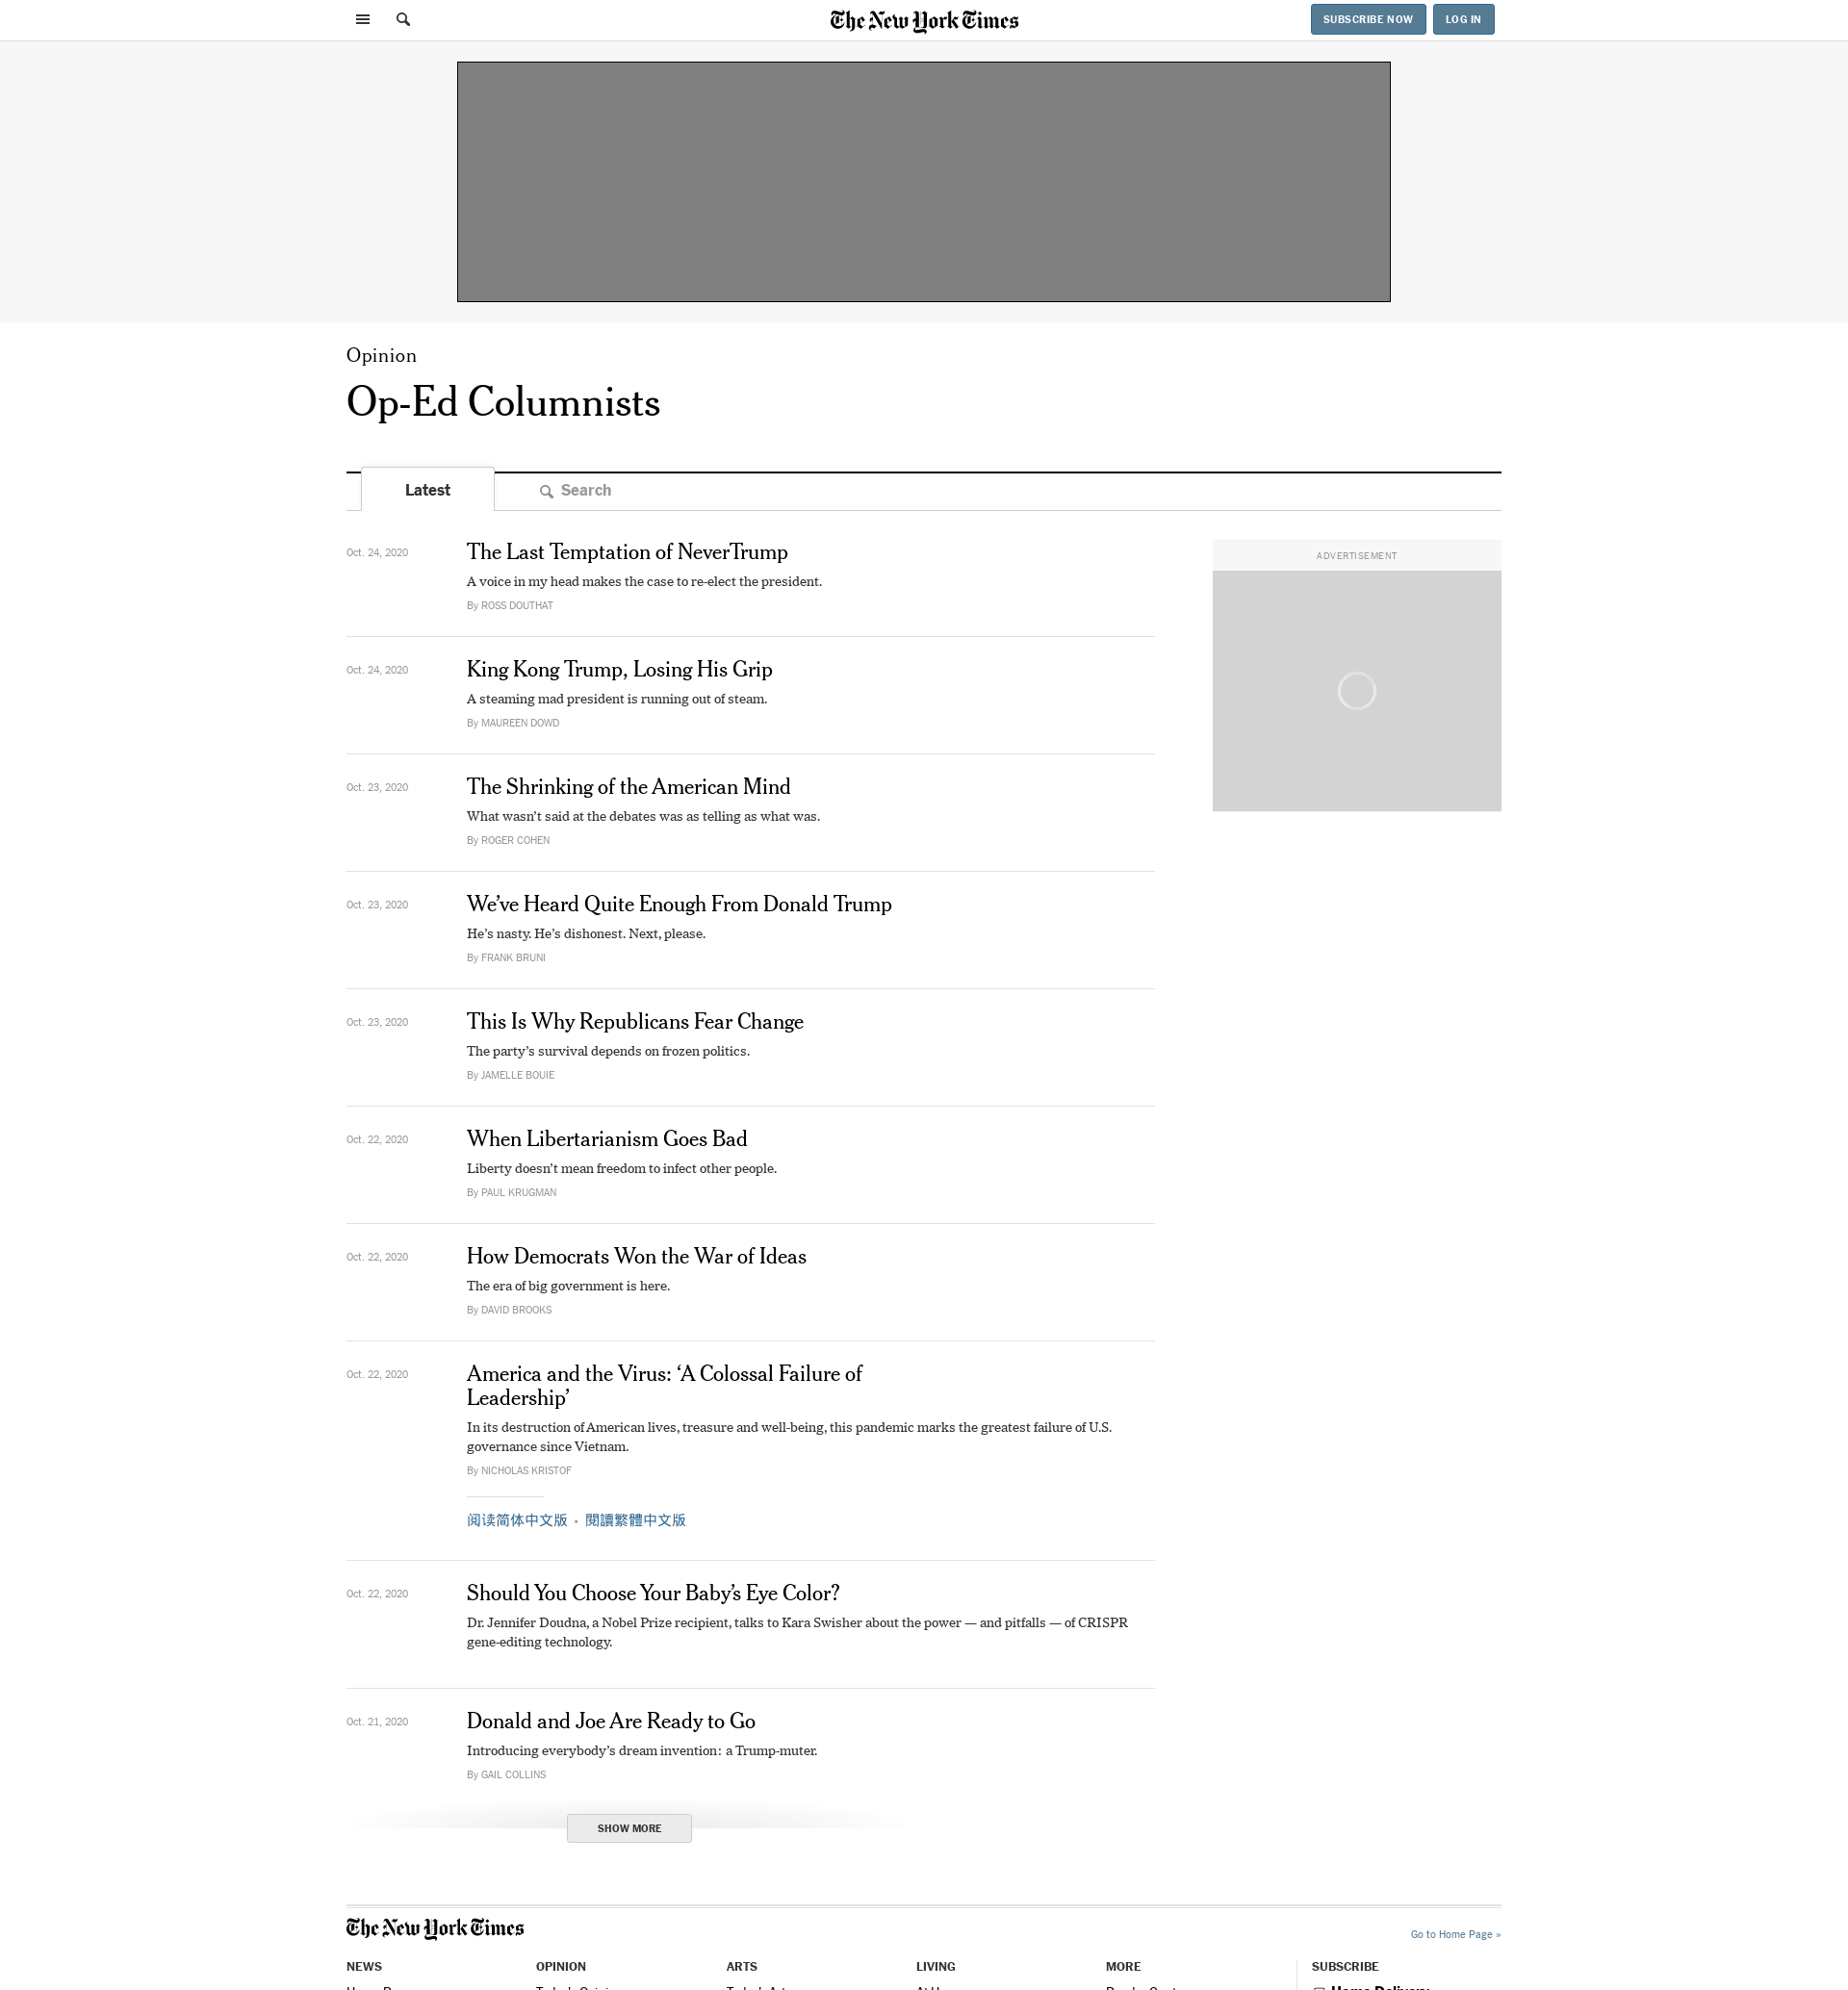 The New York Times
SUBSCRIBE NOW
LOG IN
Opinion
Op-Ed Columnists
Latest
Search
Oct. 24, 2020
The Last Temptation of NeverTrump
A voice in my head makes the case to re-elect the president.
By ROSS DOUTHAT
ADVERTISEMENT
Oct. 24, 2020
King Kong Trump, Losing His Grip
A steaming mad president is running out of steam.
By MAUREEN DOWD
Oct. 23, 2020
The Shrinking of the American Mind
What wasn’t said at the debates was as telling as what was.
By ROGER COHEN
Oct. 23, 2020
We’ve Heard Quite Enough From Donald Trump
He’s nasty. He’s dishonest. Next, please.
By FRANK BRUNI
Oct. 23, 2020
This Is Why Republicans Fear Change
The party’s survival depends on frozen politics.
By JAMELLE BOUIE
Oct. 22, 2020
When Libertarianism Goes Bad
Liberty doesn’t mean freedom to infect other people.
By PAUL KRUGMAN
Oct. 22, 2020
How Democrats Won the War of Ideas
The era of big government is here.
By DAVID BROOKS
Oct. 22, 2020
America and the Virus: ‘A Colossal Failure of
Leadership’
In its destruction of American lives, treasure and well-being, this pandemic marks the greatest failure of U.S.
governance since Vietnam.
By NICHOLAS KRISTOF
阅读简体中文版 • 閱讀繁體中文版
Oct. 22, 2020
Should You Choose Your Baby’s Eye Color?
Dr. Jennifer Doudna, a Nobel Prize recipient, talks to Kara Swisher about the power — and pitfalls — of CRISPR
gene-editing technology.
Oct. 21, 2020
Donald and Joe Are Ready to Go
Introducing everybody’s dream invention: a Trump-muter.
By GAIL COLLINS
SHOW MORE
The New York Times
Go to Home Page »
NEWS
OPINION
ARTS
LIVING
MORE
SUBSCRIBE
Home Delivery